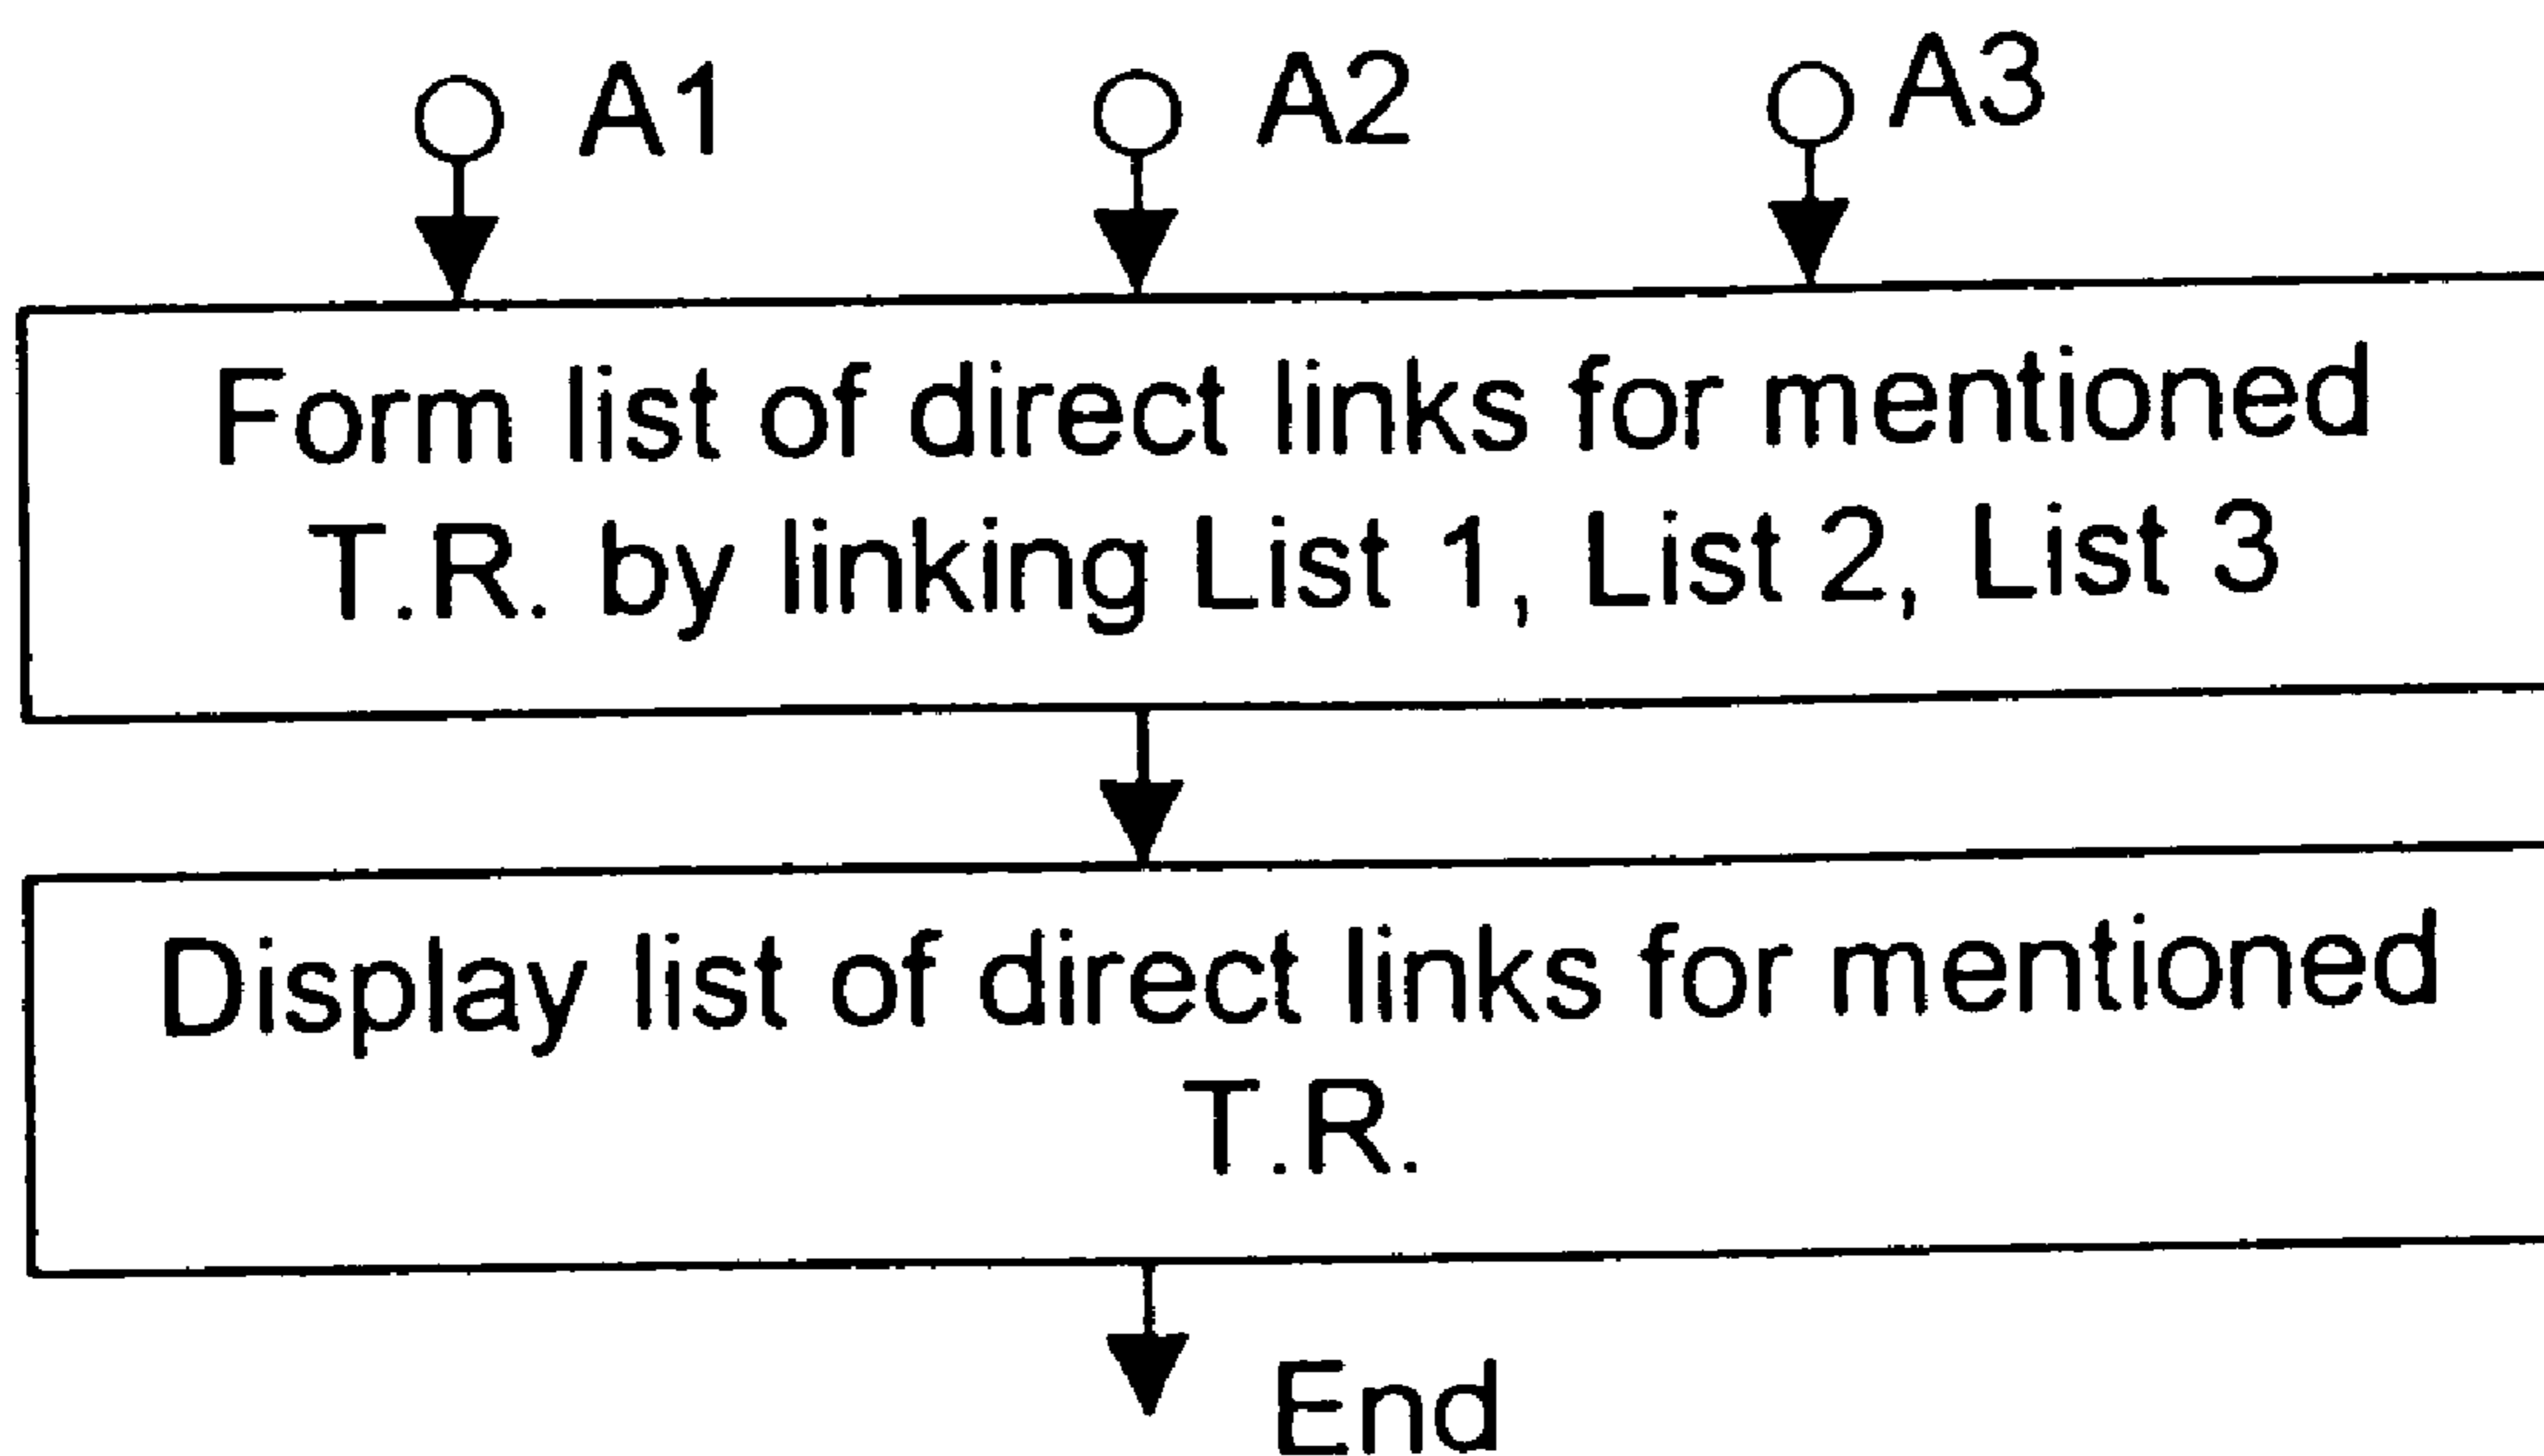 A1 A2 A3
Form list of direct links for mentioned
T.R. by linking List 1, List 2, List 3
Display list of direct links for mentioned
T.R.
End